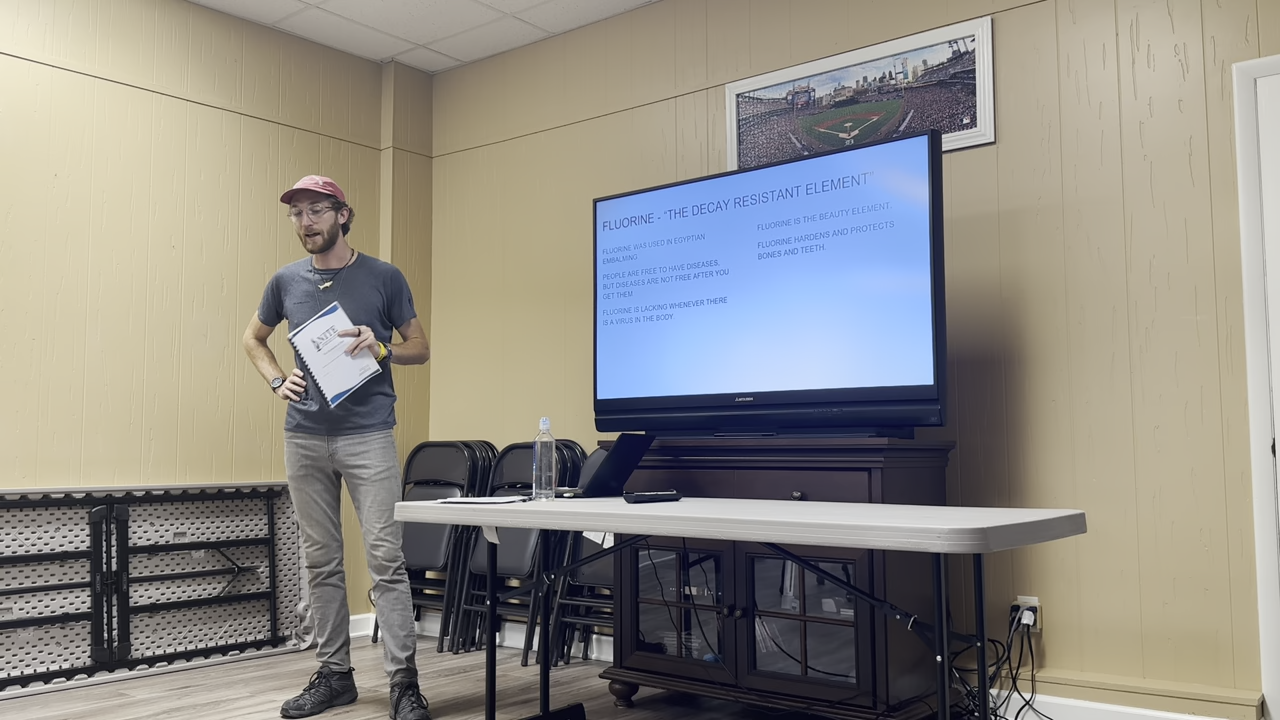 FLUORINE - "THE DECAY RESISTANT ELEMENT"
FLUORINE WAS USED IN EGYPTIAN
EMBALMING
PEOPLE ARE FREE TO HAVE DISEASES,
BUT DISEASES ARE NOT FREE AFTER YOU
GET THEM
FLUORINE IS LACKING WHENEVER THERE
IS A VIRUS IN THE BODY.
FLUORINE IS THE BEAUTY ELEMENT.
FLUORINE HARDENS AND PROTECTS
BONES AND TEETH.
MITSUBISHI
NITE